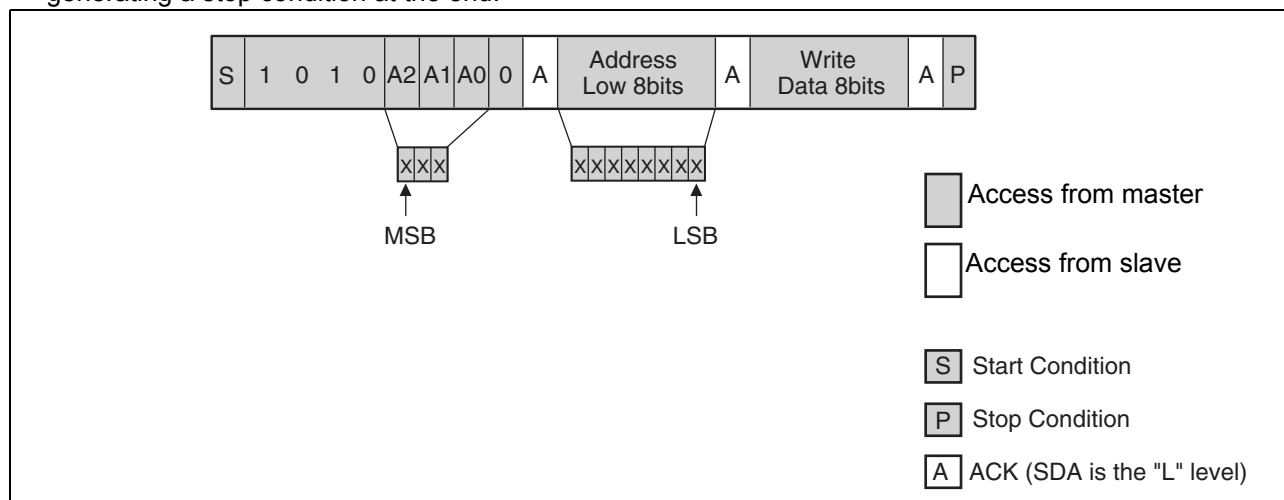 generating a stop condition at the end.
S 1 0 1 0 A2 A1 A0 0 A Address Low 8bits A Write Data 8bits A P
XXX XXXXXXXX
MSB LSB
Access from master
Access from slave
S Start Condition
P Stop Condition
A ACK (SDA is the "L" level)